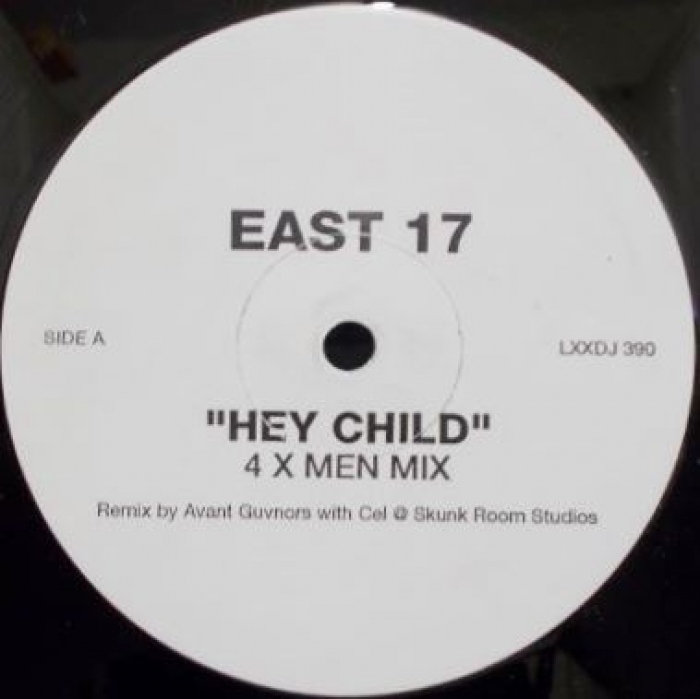 EAST 17
SIDE A
LXXDJ 390
"HEY CHILD"
4 X MEN MIX
Remix by Avant Guvnors with Cel @ Skunk Room Studios